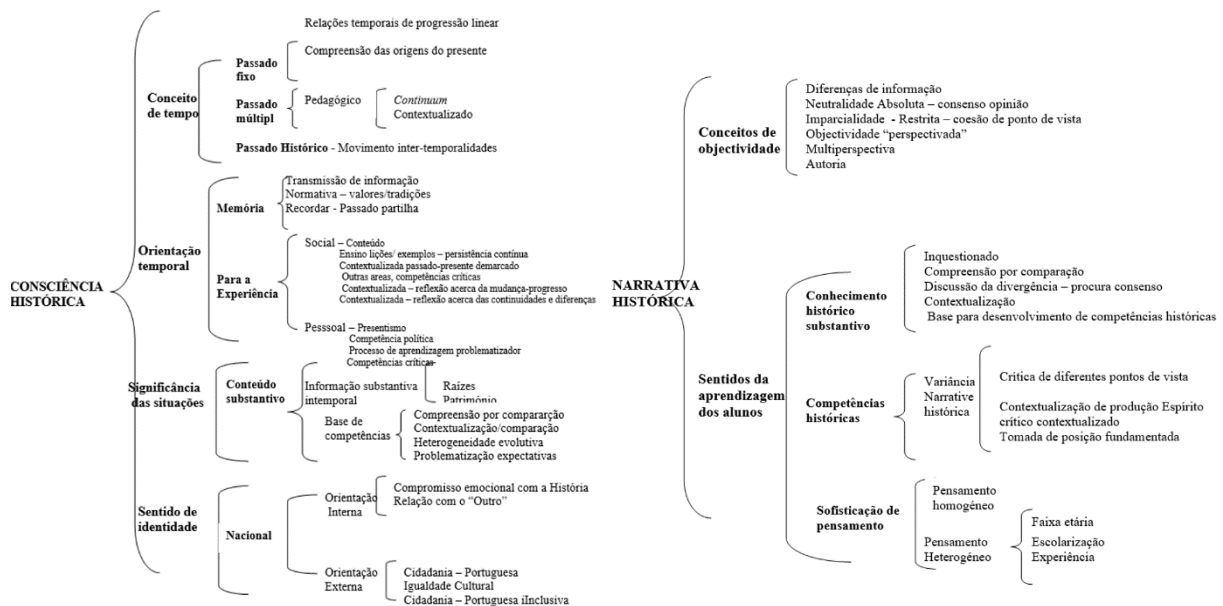 CONSCIÊNCIA
HISTÓRICA
Conceito
de tempo
Relações temporais de progressão linear
Passado
fixo
Compreensão das origens do presente
Passado
múltipl
Pedagógico
Continuum
Contextualizado
Passado Histórico - Movimento inter-temporalidades
Orientação
temporal
Memória
Transmissão de informação
Normativa – valores/tradições
Recordar - Passado partilha
Para a
Experiência
Social – Conteúdo
Ensino lições/ exemplos – persistência contínua
Contextualizada passado-presente demarcado
Outras areas, competências críticas
Contextualizada – reflexão acerca da mudança-progresso
Contextualizada – reflexão acerca das continuidades e diferenças
Pesssoal – Presentismo
Competência política
Processo de aprendizagem problematizador
Competências críticas
Significância
das situações
Conteúdo
substantivo
Informação substantiva
intemporal
Raízes
Património
Base de
competências
Compreensão por compararção
Contextualização/comparação
Heterogeneidade evolutiva
Problematização expectativas
Sentido de
identidade
Nacional
Orientação
Interna
Compromisso emocional com a História
Relação com o “Outro”
Orientação
Externa
Cidadania – Portuguesa
Igualdade Cultural
Cidadania – Portuguesa iInclusiva
NARRATIVA
HISTÓRICA
Conceitos de
objectividade
Diferenças de informação
Neutralidade Absoluta – consenso opinião
Imparcialidade - Restrita – coesão de ponto de vista
Objectividade “perspectivada”
Multiperspectiva
Autoria
Sentidos da
aprendizagem
dos alunos
Conhecimento
histórico
substantivo
Inquestionado
Compreensão por comparação
Discussão da divergência – procura consenso
Contextualização
Base para desenvolvimento de competências históricas
Competências
históricas
Variância
Narrative
histórica
Crítica de diferentes pontos de vista
Contextualização de produção Espírito
crítico contextualizado
Tomada de posição fundamentada
Sofisticação de
pensamento
Pensamento
homogéneo
Pensamento
Heterogéneo
Faixa etária
Escolarização
Experiência